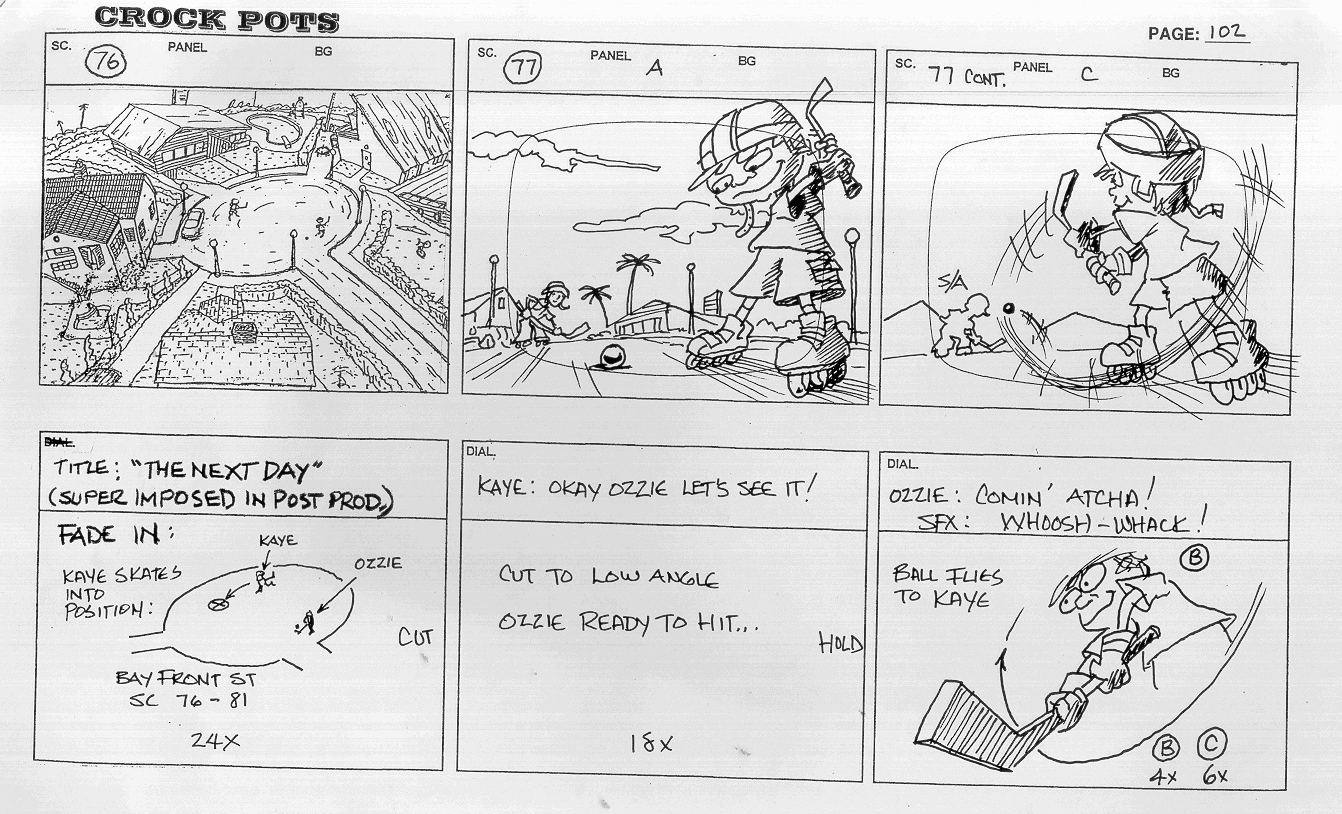 CROCK POTS
PAGE: 102
SC. 76 PANEL BG
SC. 77 PANEL A BG
SC. 77 CONT. PANEL C BG
S/A
DIAL.
TITLE: "THE NEXT DAY"
(SUPER IMPOSED IN POST PROD.)
FADE IN:
KAYE
OZZIE
KAYE SKATES
INTO
POSITION:
CUT
BAY FRONT ST
SC 76 - 81
24X
DIAL.
KAYE: OKAY OZZIE LET'S SEE IT!
CUT TO LOW ANGLE
OZZIE READY TO HIT...
HOLD
18X
DIAL.
OZZIE: COMIN' ATCHA!
SFX: WHOOSH-WHACK!
BALL FLIES
TO KAYE
B
B C
4X 6X